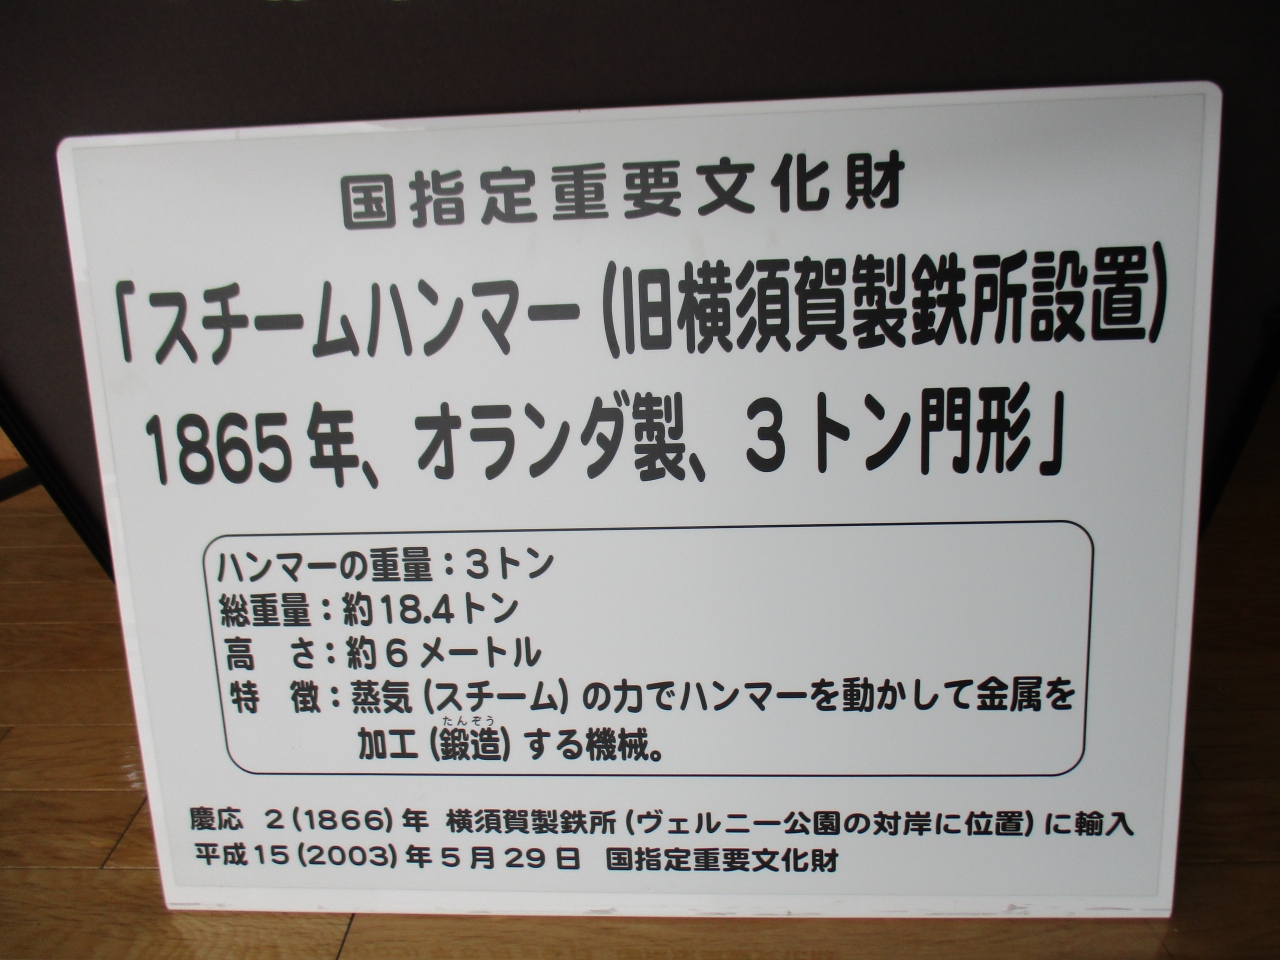 国指定重要文化財
「スチームハンマー(旧横須賀製鉄所設置)
1865年、オランダ製、3トン門形」
ハンマーの重量：3トン
総重量：約18.4トン
高　さ：約6メートル
特　徴：蒸気(スチーム)の力でハンマーを動かして金属を
たんぞう
加工(鍛造)する機械。
慶応 2(1866)年 横須賀製鉄所(ヴェルニー公園の対岸に位置)に輸入
平成15(2003)年5月29日 国指定重要文化財